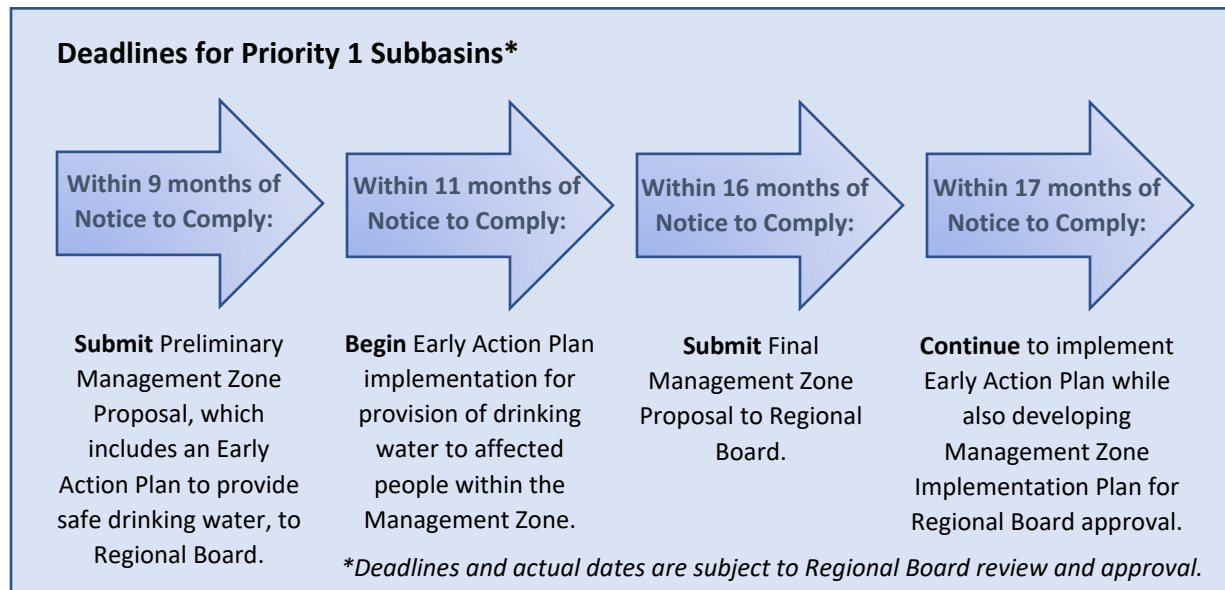 Deadlines for Priority 1 Subbasins*
Within 9 months of
Notice to Comply:
Submit Preliminary
Management Zone
Proposal, which
includes an Early
Action Plan to provide
safe drinking water, to
Regional Board.
Within 11 months of
Notice to Comply:
Begin Early Action Plan
implementation for
provision of drinking
water to affected
people within the
Management Zone.
Within 16 months of
Notice to Comply:
Submit Final
Management Zone
Proposal to Regional
Board.
Within 17 months of
Notice to Comply:
Continue to implement
Early Action Plan while
also developing
Management Zone
Implementation Plan for
Regional Board approval.
*Deadlines and actual dates are subject to Regional Board review and approval.